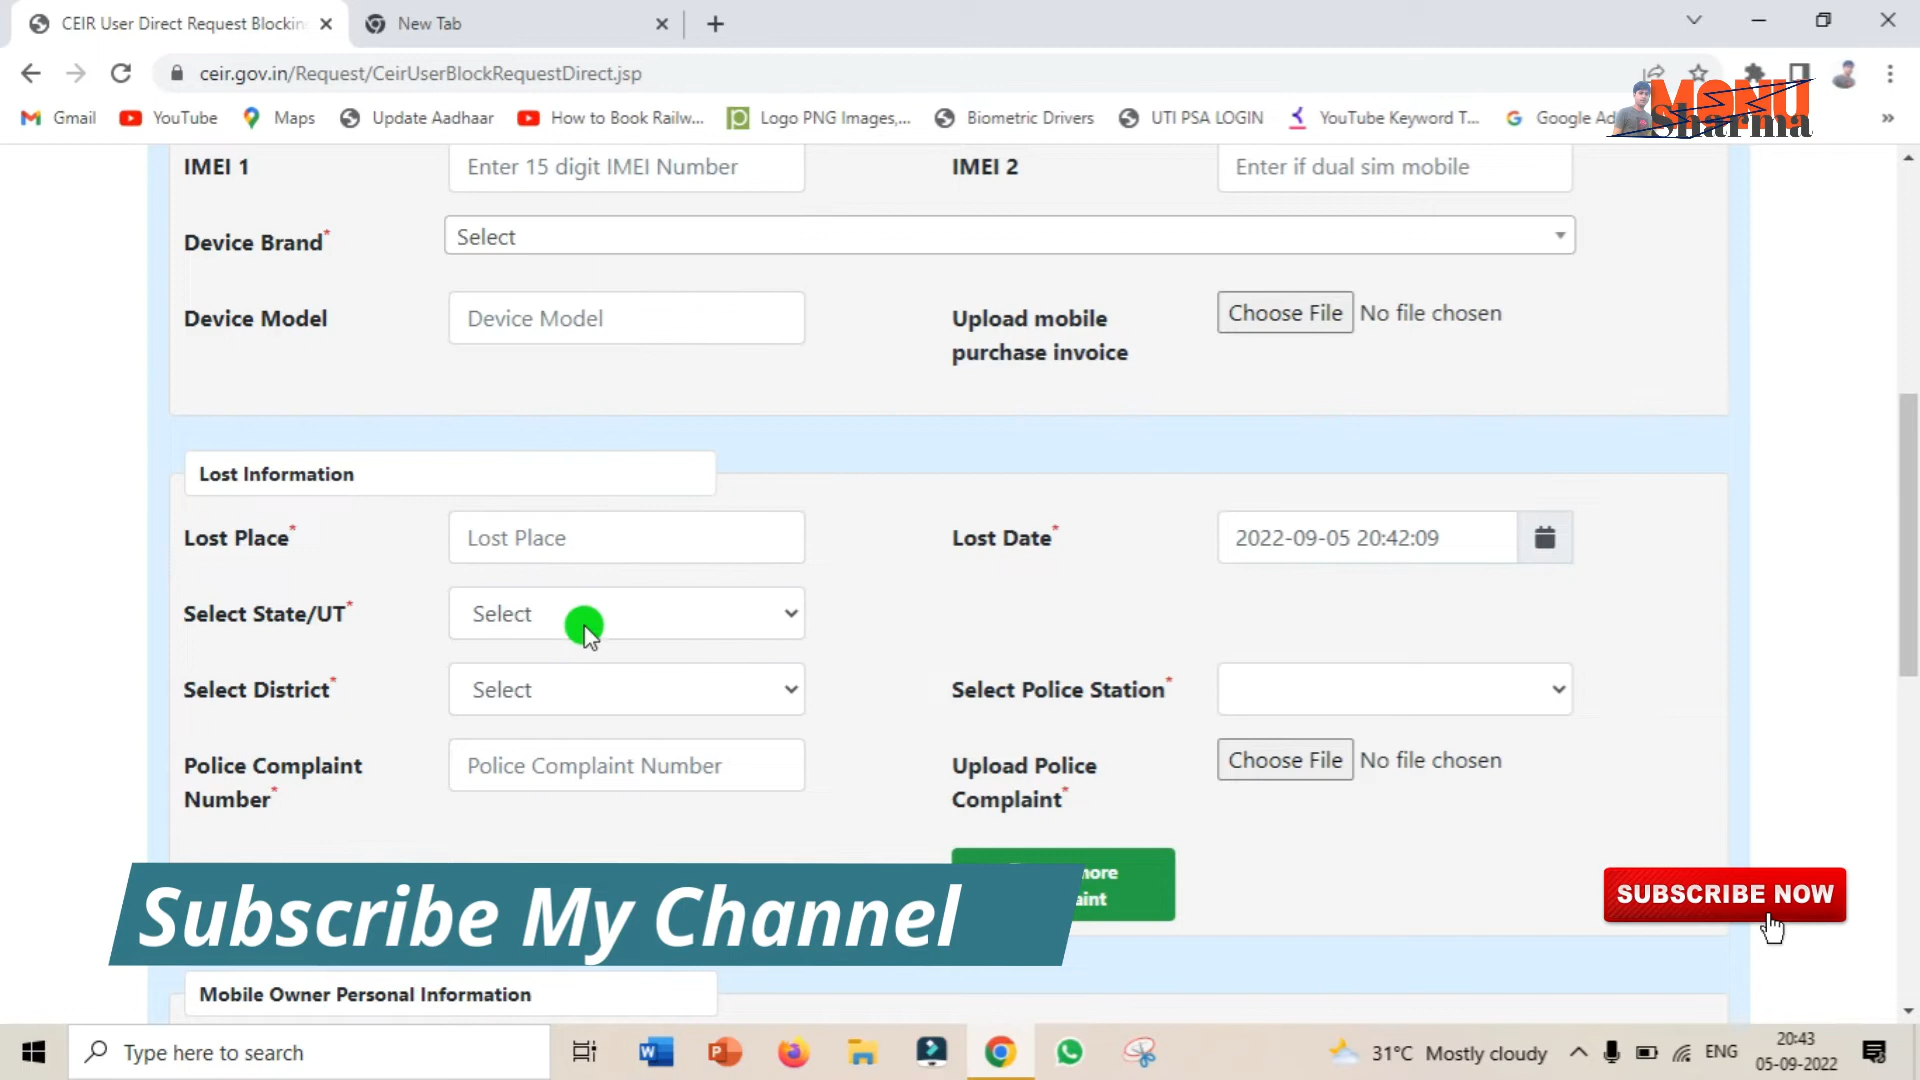 CEIR User Direct Request Blockin
New Tab
ceir.gov.in/Request/CeirUserBlockRequestDirect.jsp
Gmail
YouTube
Maps
Update Aadhaar
How to Book Railw...
Logo PNG Images,...
Biometric Drivers
UTI PSA LOGIN
YouTube Keyword T...
Google Ad
MONU
Sharma
IMEI 1
Enter 15 digit IMEI Number
IMEI 2
Enter if dual sim mobile
Device Brand*
Select
Device Model
Device Model
Upload mobile
purchase invoice
Choose File No file chosen
Lost Information
Lost Place*
Lost Place
Lost Date*
2022-09-05 20:42:09
Select State/UT*
Select
Select District*
Select
Select Police Station*
Police Complaint
Number*
Police Complaint Number
Upload Police
Complaint*
Choose File No file chosen
Subscribe My Channel
SUBSCRIBE NOW
Mobile Owner Personal Information
Type here to search
31°C Mostly cloudy
ENG
20:43
05-09-2022